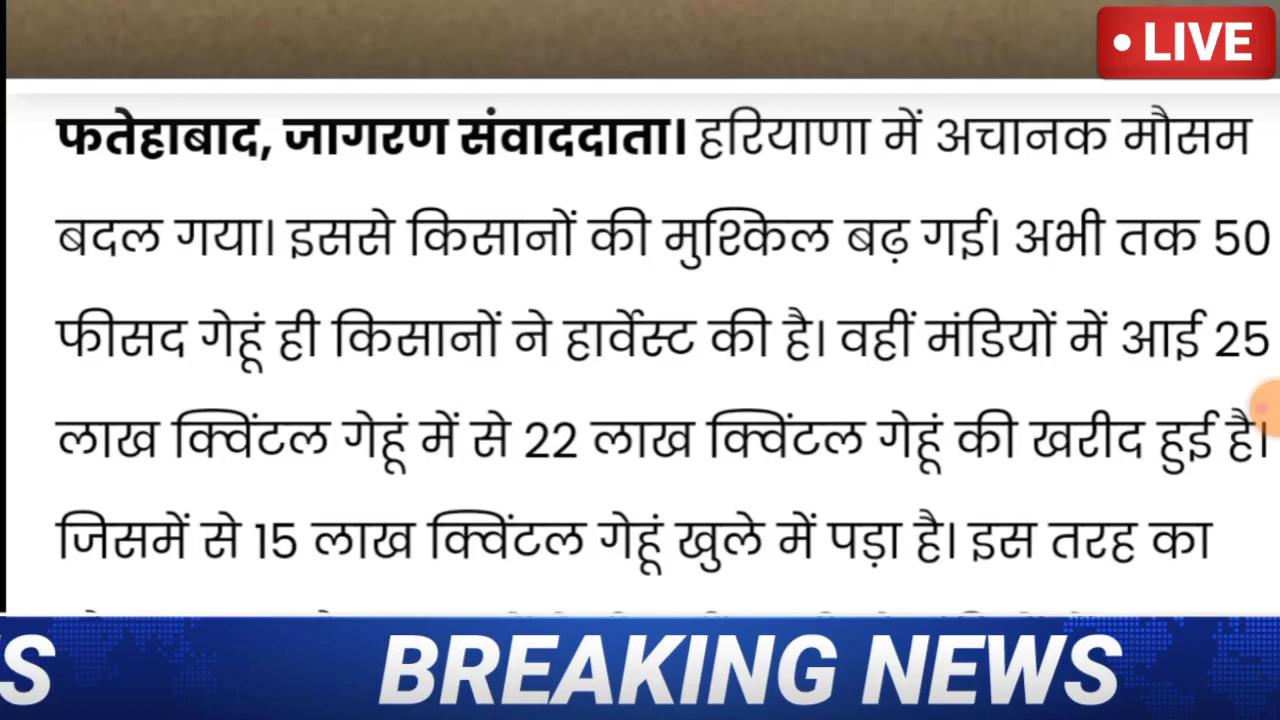 LIVE
फतेहाबाद, जागरण संवाददाता। हरियाणा में अचानक मौसम
बदल गया। इससे किसानों की मुश्किल बढ़ गई। अभी तक 50
फीसद गेहूं ही किसानों ने हार्वेस्ट की है। वहीं मंडियों में आई 25
लाख क्विंटल गेहूं में से 22 लाख क्विंटल गेहूं की खरीद हुई है।
जिसमें से 15 लाख क्विंटल गेहूं खुले में पड़ा है। इस तरह का
BREAKING NEWS